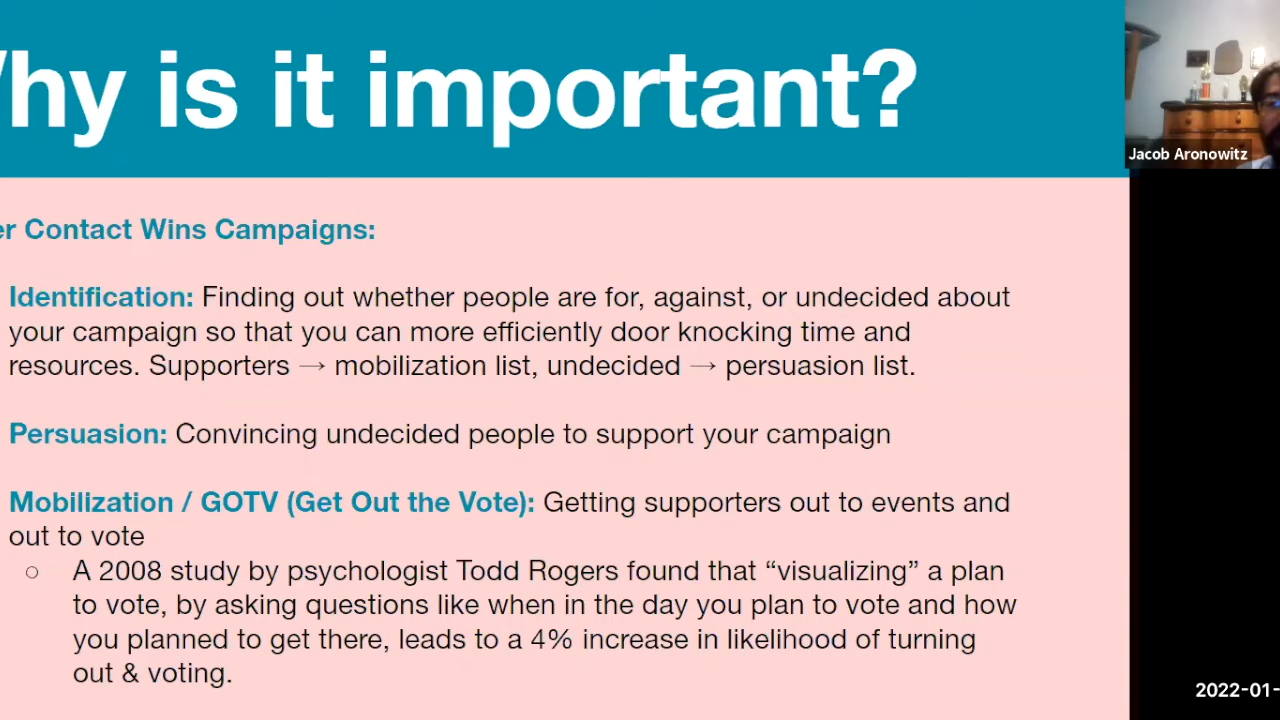 Why is it important?
Jacob Aronowitz
er Contact Wins Campaigns:
Identification: Finding out whether people are for, against, or undecided about
your campaign so that you can more efficiently door knocking time and
resources. Supporters → mobilization list, undecided → persuasion list.
Persuasion: Convincing undecided people to support your campaign
Mobilization / GOTV (Get Out the Vote): Getting supporters out to events and
out to vote
○ A 2008 study by psychologist Todd Rogers found that “visualizing” a plan
to vote, by asking questions like when in the day you plan to vote and how
you planned to get there, leads to a 4% increase in likelihood of turning
out & voting.
2022-01-